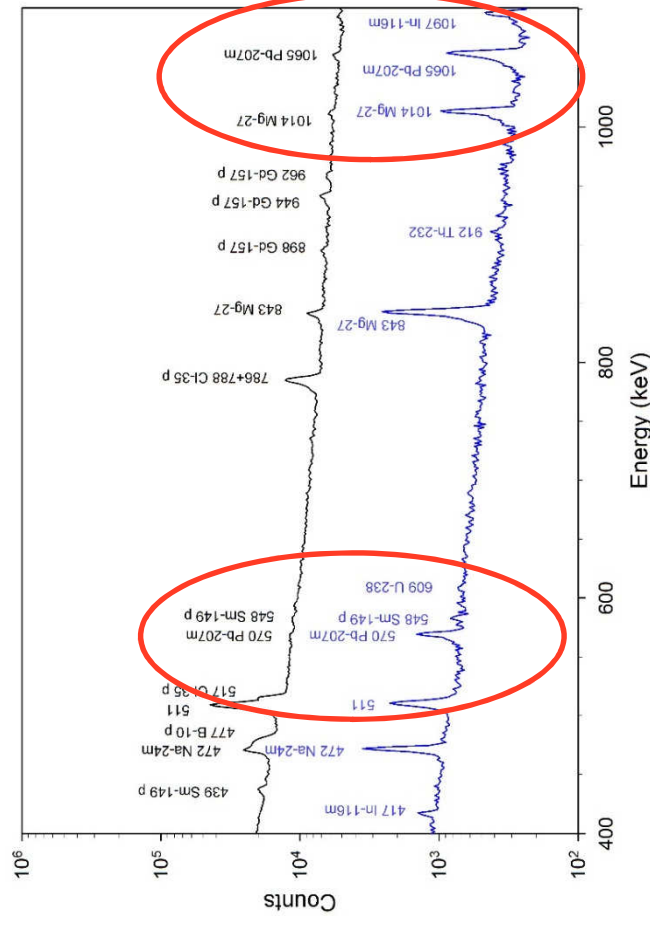 1097 In-116m
1065 Pb-207m
1065 Pb-207m
1014 Mg-27
1014 Mg-27
962 Gd-157 p
944 Gd-157 p
912 Th-232
898 Gd-157 p
843 Mg-27
843 Mg-27
786+788 Cl-35 p
609 U-238
548 Sm-149 p
548 Sm-149 p
570 Pb-207m
570 Pb-207m
517 Cl-35 p
511
511
477 B-10 p
472 Na-24m
472 Na-24m
439 Sm-149 p
417 In-116m
1000
800
600
400
Energy (keV)
10⁶
10⁵
10⁴
10³
10²
Counts